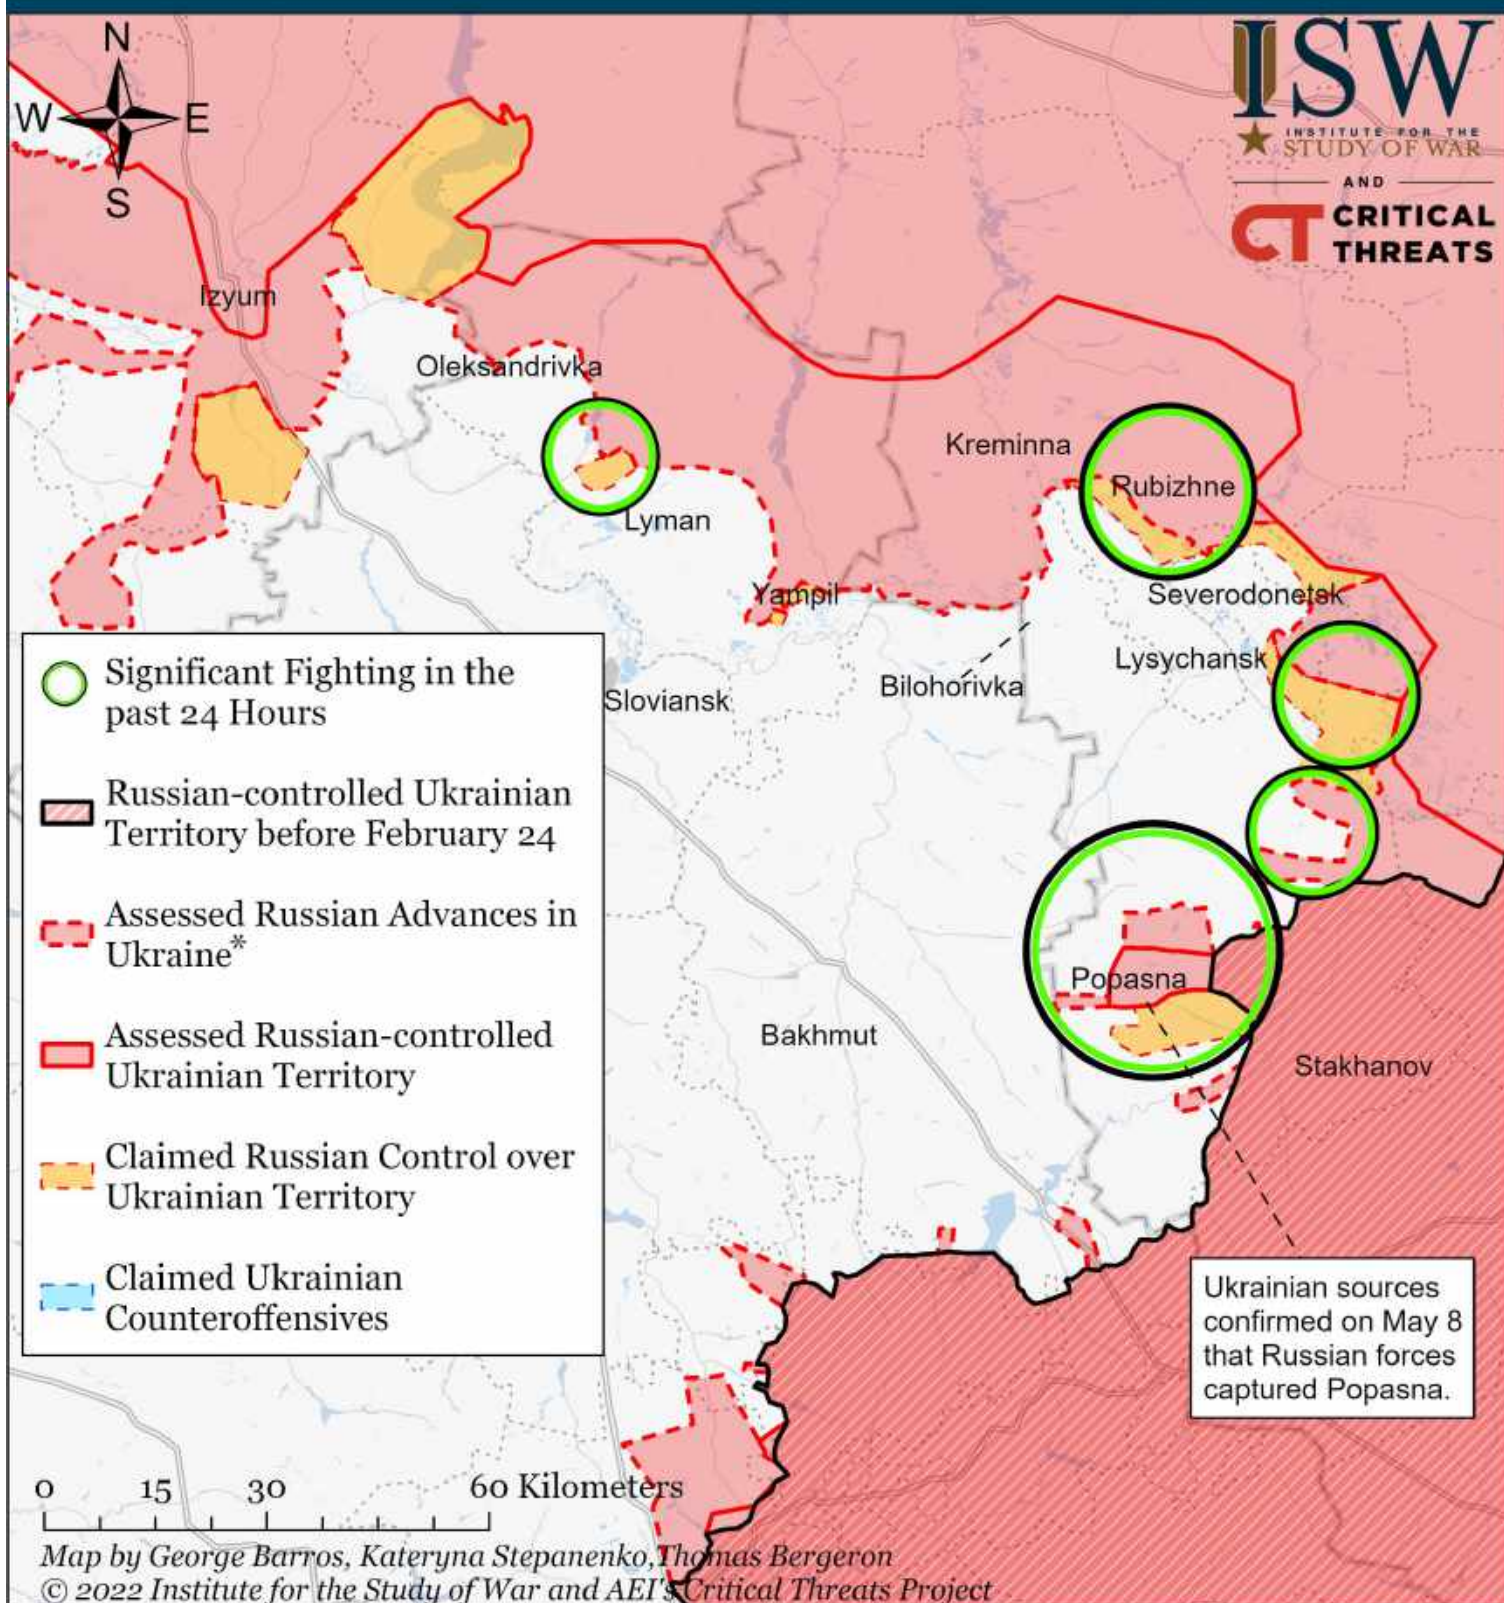 N
W E
S
ISW
INSTITUTE FOR THE
STUDY OF WAR
AND
CT CRITICAL
THREATS
Izyum
Oleksandrivka
Kreminna
Rubizhne
Lyman
Yampil
Severodonetsk
Lysychansk
Bilohorivka
Sloviansk
Popasna
Bakhmut
Stakhanov
Significant Fighting in the
past 24 Hours
Russian-controlled Ukrainian
Territory before February 24
Assessed Russian Advances in
Ukraine*
Assessed Russian-controlled
Ukrainian Territory
Claimed Russian Control over
Ukrainian Territory
Claimed Ukrainian
Counteroffensives
Ukrainian sources
confirmed on May 8
that Russian forces
captured Popasna.
0 15 30 60 Kilometers
Map by George Barros, Kateryna Stepanenko,Thomas Bergeron
© 2022 Institute for the Study of War and AEI's Critical Threats Project